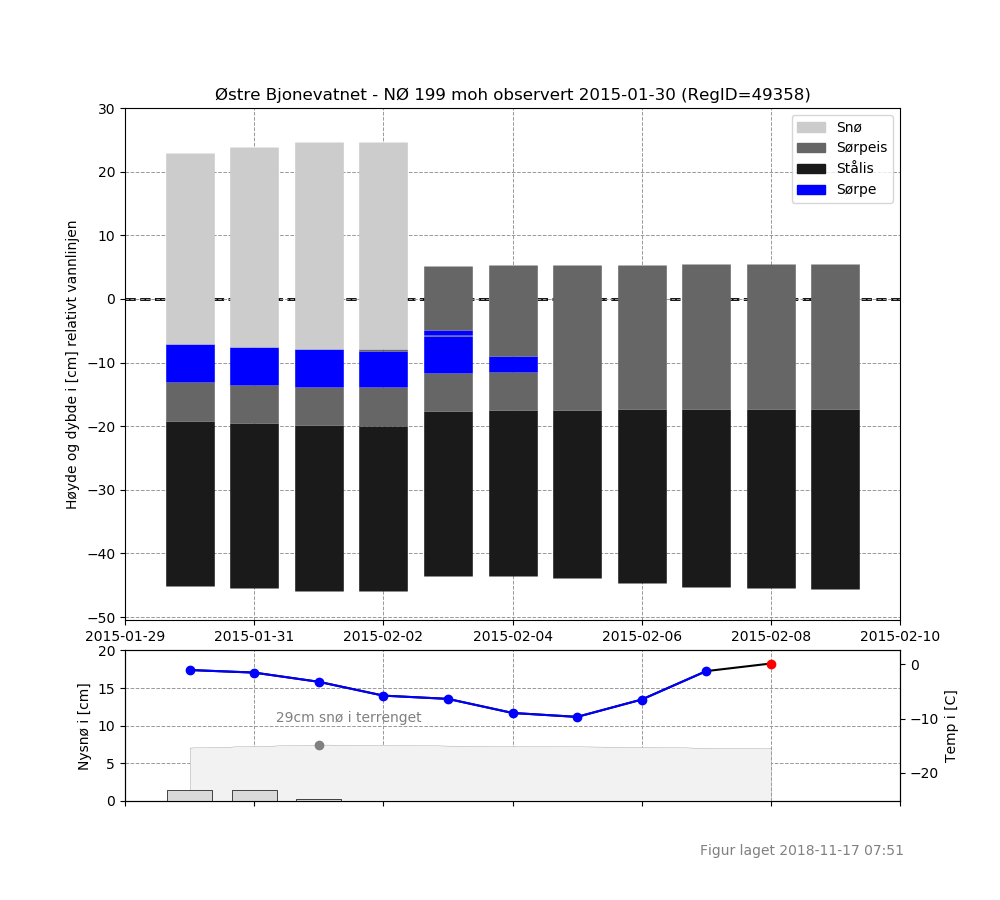 Østre Bjonevatnet - NØ 199 moh observert 2015-01-30 (RegID=49358)
Høyde og dybde i [cm] relativt vannlinjen
30
20
10
0
−10
−20
−30
−40
−50
Snø
Sørpeis
Stålis
Sørpe
2015-01-29
2015-01-31
2015-02-02
2015-02-04
2015-02-06
2015-02-08
2015-02-10
Nysnø i [cm]
20
15
10
5
0
29cm snø i terrenget
0
−10
−20
Temp i [C]
Figur laget 2018-11-17 07:51